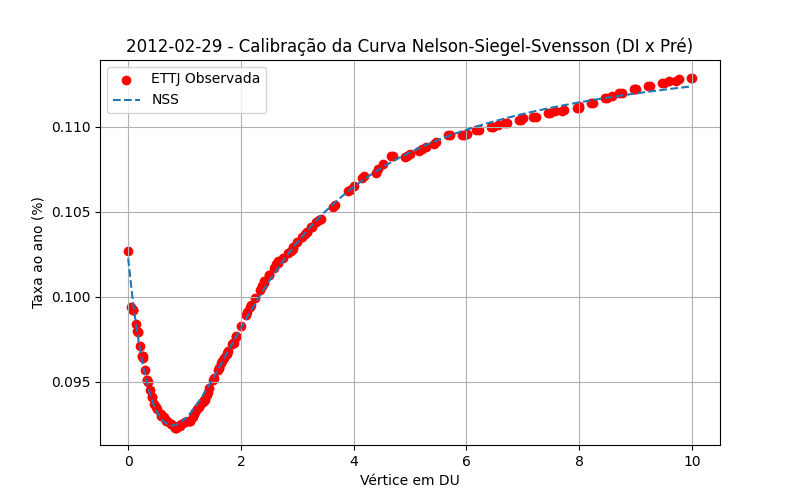 2012-02-29 - Calibração da Curva Nelson-Siegel-Svensson (DI x Pré)
ETTJ Observada
NSS
Taxa ao ano (%)
0.110
0.105
0.100
0.095
0 2 4 6 8 10
Vértice em DU